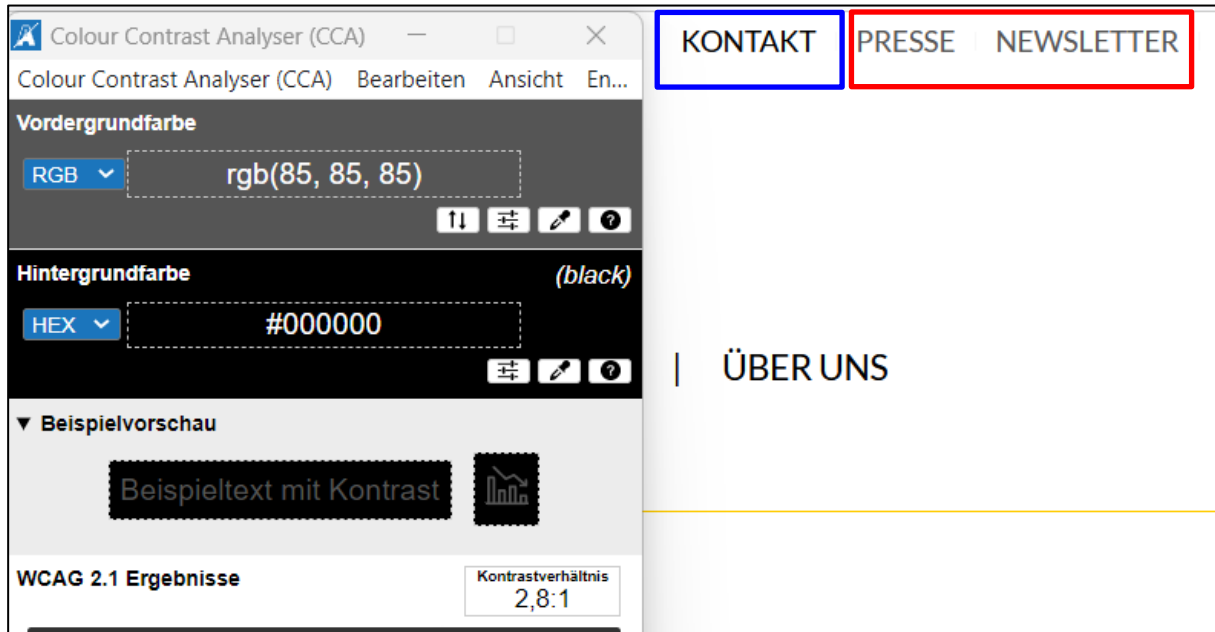 Colour Contrast Analyser (CCA)
Colour Contrast Analyser (CCA) Bearbeiten Ansicht En...
Vordergrundfarbe
RGB rgb(85, 85, 85)
Hintergrundfarbe (black)
HEX #000000
▼ Beispielvorschau
Beispieltext mit Kontrast
WCAG 2.1 Ergebnisse
Kontrastverhältnis
2,8:1
KONTAKT PRESSE | NEWSLETTER
| ÜBER UNS